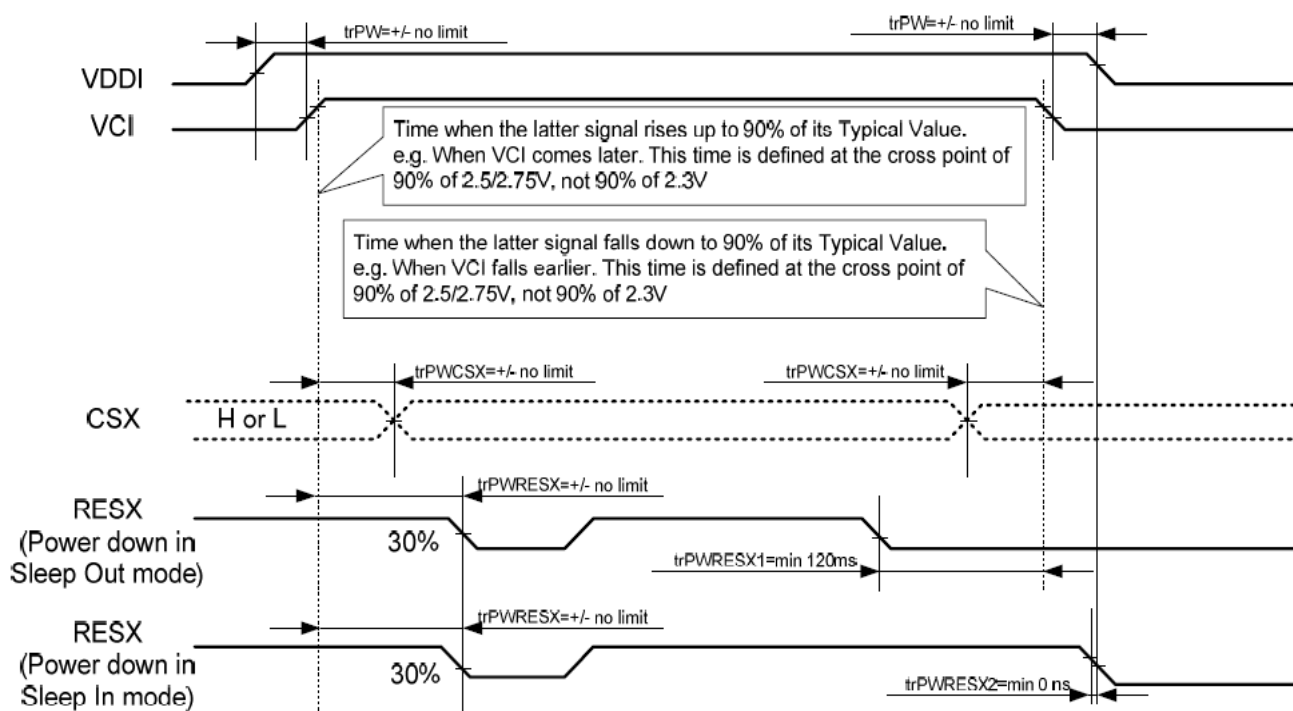 trPW=+/- no limit
trPW=+/- no limit
VDDI
VCI
Time when the latter signal rises up to 90% of its Typical Value.
e.g. When VCI comes later. This time is defined at the cross point of
90% of 2.5/2.75V, not 90% of 2.3V
Time when the latter signal falls down to 90% of its Typical Value.
e.g. When VCI falls earlier. This time is defined at the cross point of
90% of 2.5/2.75V, not 90% of 2.3V
trPWCSX=+/- no limit
trPWCSX=+/- no limit
CSX
H or L
trPWRESX=+/- no limit
RESX
(Power down in
Sleep Out mode)
30%
trPWRESX1=min 120ms
trPWRESX=+/- no limit
RESX
(Power down in
Sleep In mode)
30%
trPWRESX2=min 0 ns